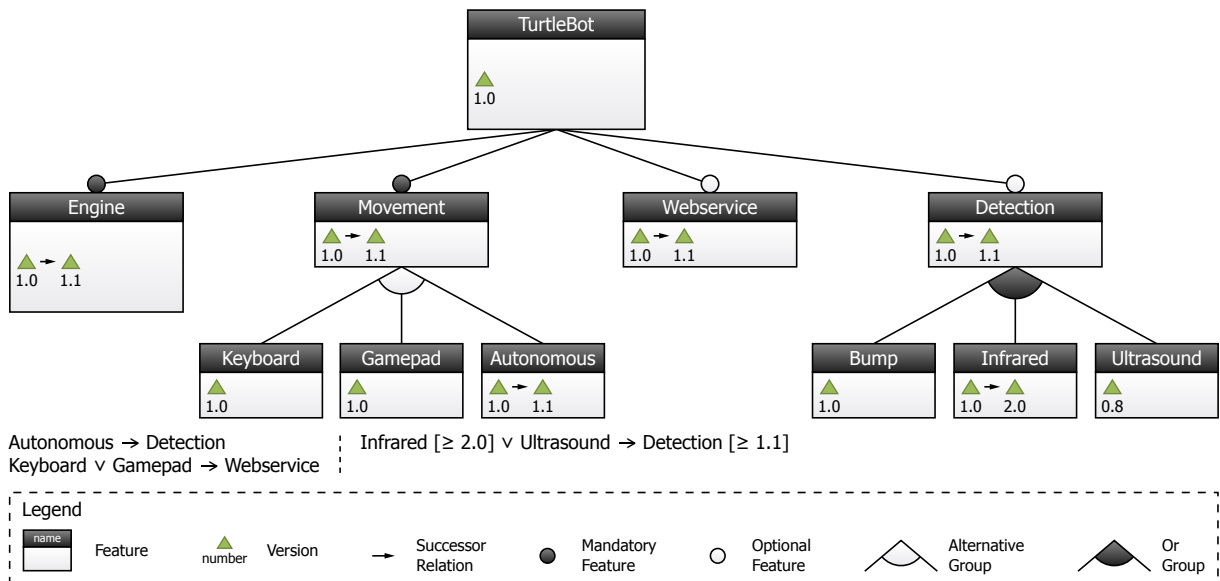 TurtleBot
1.0
Engine
1.0 1.1
Movement
1.0 1.1
Webservice
1.0 1.1
Detection
1.0 1.1
Keyboard
1.0
Gamepad
1.0
Autonomous
1.0 1.1
Bump
1.0
Infrared
1.0 2.0
Ultrasound
0.8
Autonomous → Detection
Keyboard ∨ Gamepad → Webservice
Infrared [≥ 2.0] ∨ Ultrasound → Detection [≥ 1.1]
Legend
name
Feature
number
Version
Successor
Relation
Mandatory
Feature
Optional
Feature
Alternative
Group
Or
Group